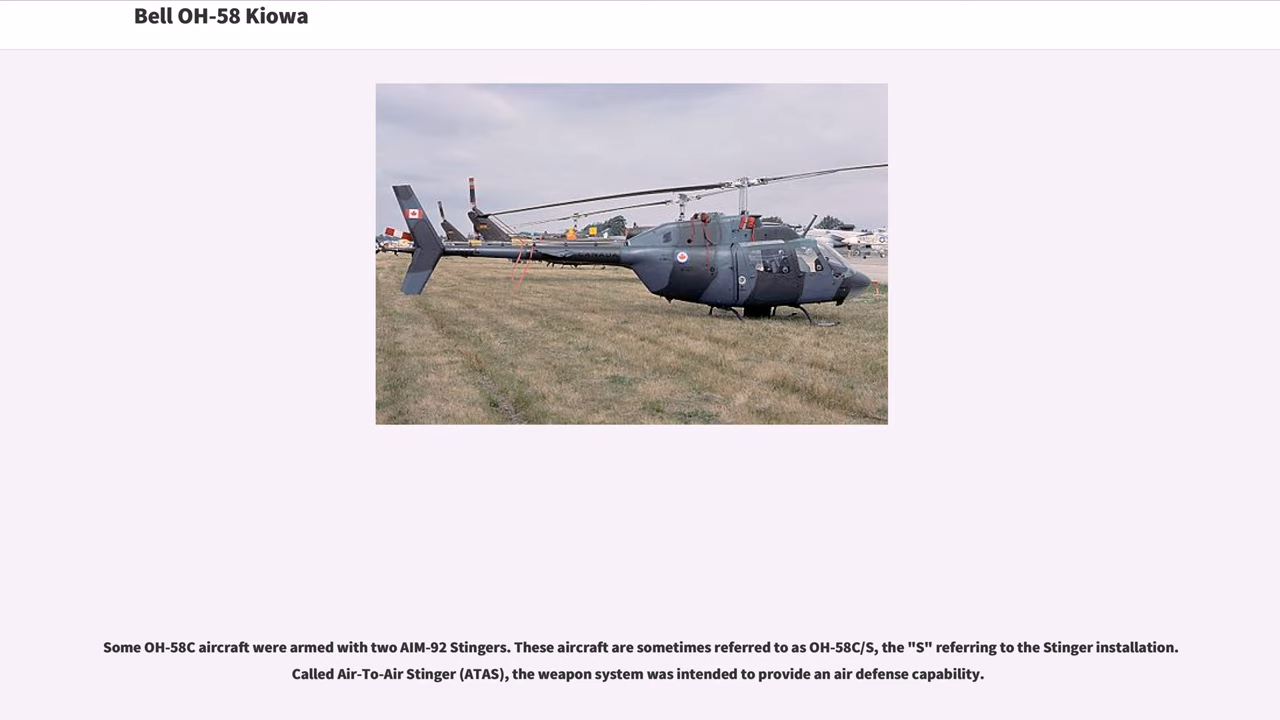 Bell OH-58 Kiowa
Some OH-58C aircraft were armed with two AIM-92 Stingers. These aircraft are sometimes referred to as OH-58C/S, the "S" referring to the Stinger installation.
Called Air-To-Air Stinger (ATAS), the weapon system was intended to provide an air defense capability.